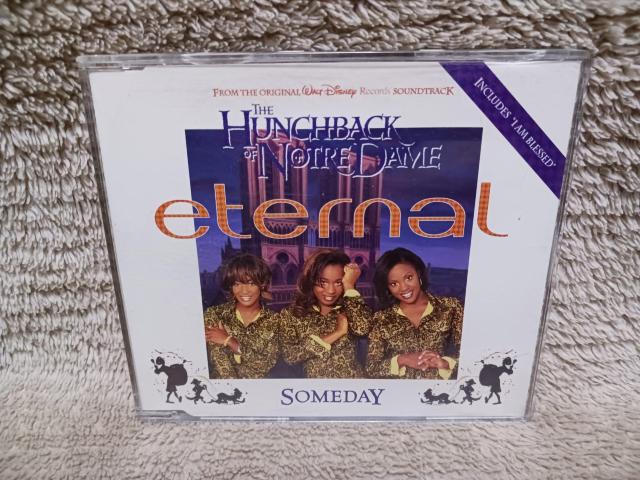 FROM THE ORIGINAL Walt Disney Records SOUNDTRACK
THE
HUNCHBACK
OF NOTRE DAME
INCLUDES 'I AM BLESSED'
eternal
SOMEDAY